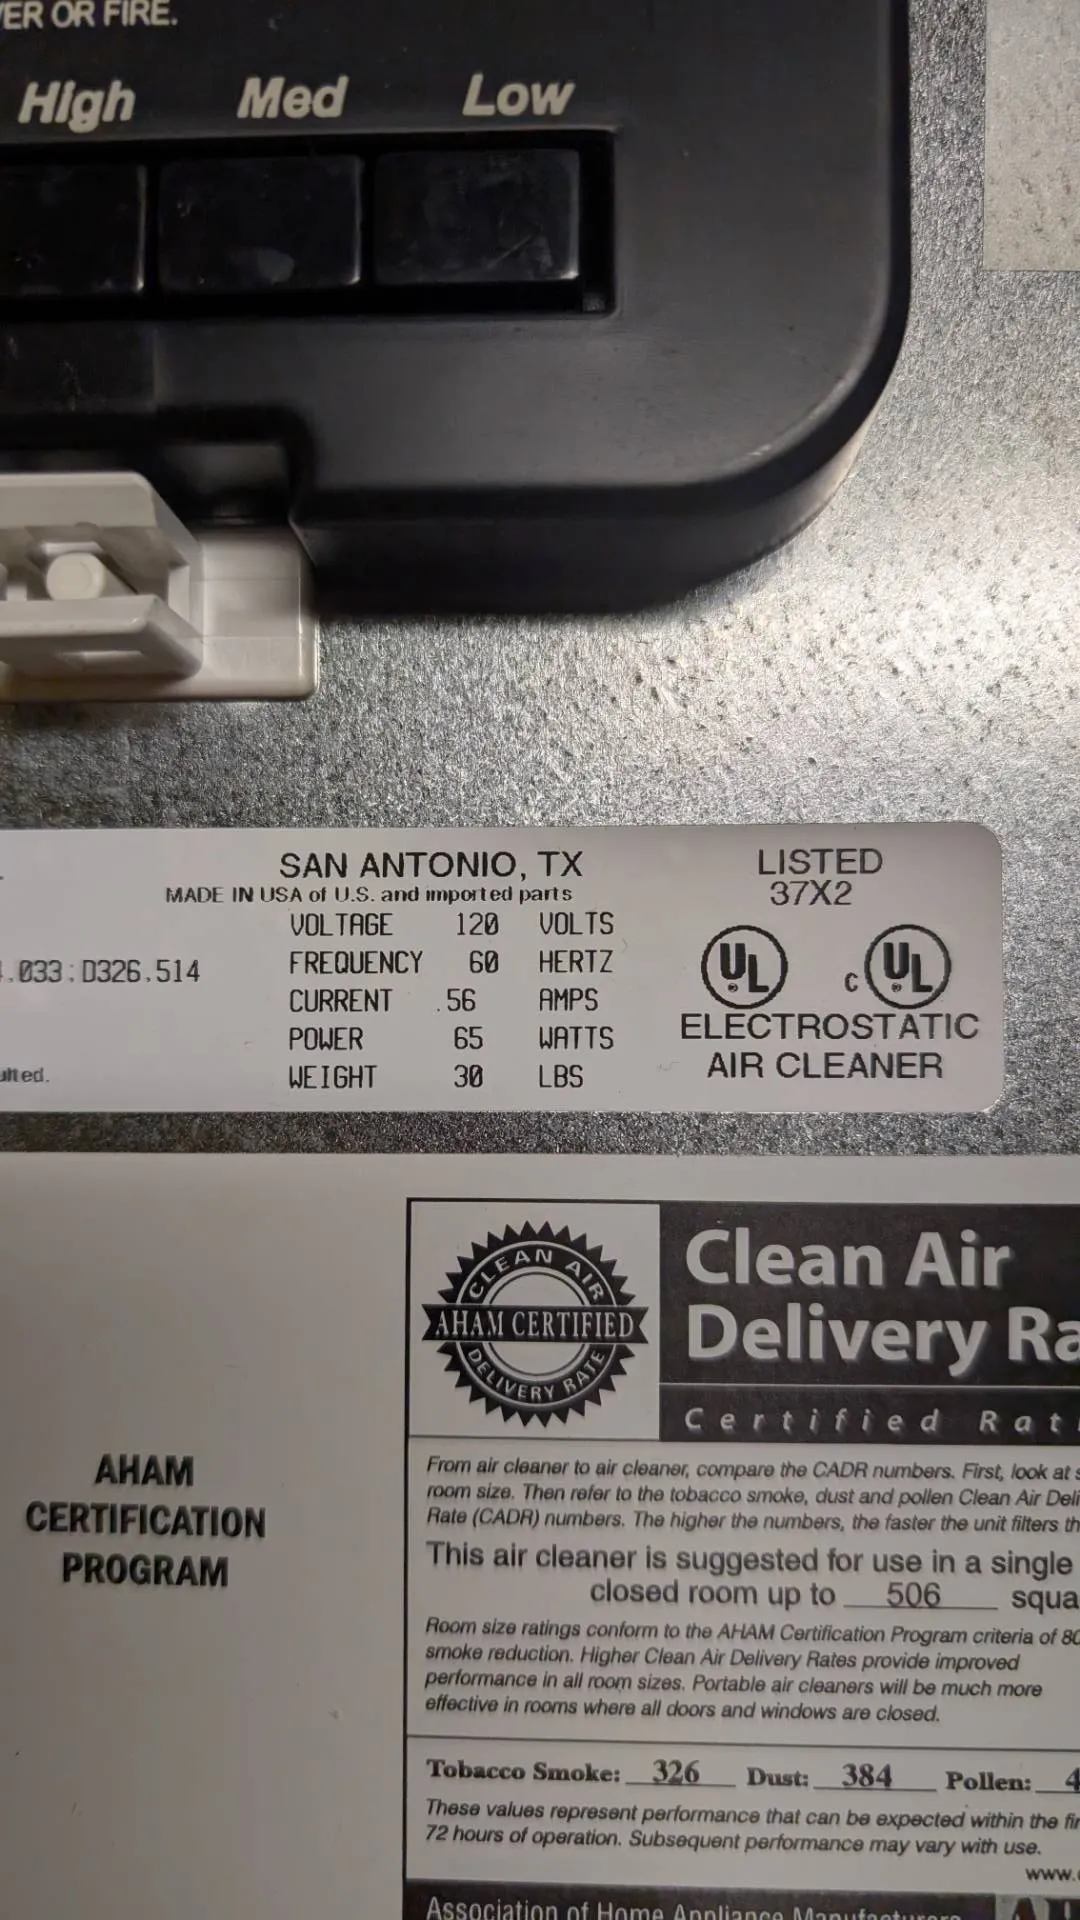 OR FIRE.
High Med Low
SAN ANTONIO, TX
MADE IN USA of U.S. and imported parts
VOLTAGE 120 VOLTS
FREQUENCY 60 HERTZ
.033:D326.514
CURRENT .56 AMPS
POWER 65 WATTS
WEIGHT 30 LBS
LISTED
37X2
UL ® C UL ®
ELECTROSTATIC
AIR CLEANER
CLEAN AIR
AHAM CERTIFIED
DELIVERY RATE
Clean Air
Delivery
Certified
AHAM
CERTIFICATION
PROGRAM
From air cleaner to air cleaner, compare the CADR numbers. First, look at
room size. Then refer to the tobacco smoke, dust and pollen Clean Air
Rate (CADR) numbers. The higher the numbers, the faster the unit filters
This air cleaner is suggested for use in a single
closed room up to 506
Room size ratings conform to the AHAM Certification Program criteria of
smoke reduction. Higher Clean Air Delivery Rates provide improved
performance in all room sizes. Portable air cleaners will be much more
effective in rooms where all doors and windows are closed.
Tobacco Smoke: 326 Dust: 384 Pollen: 4
These values represent performance that can be expected within the
72 hours of operation. Subsequent performance may vary with use.
www.
Association of Home Appliance Manufacturers